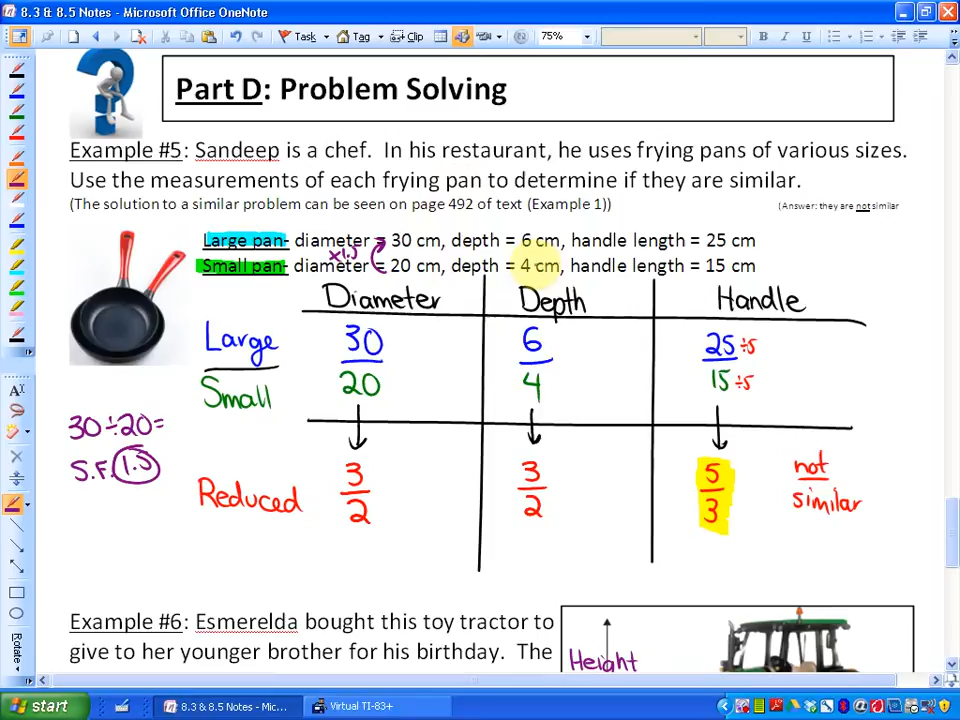 8.3 & 8.5 Notes - Microsoft Office OneNote
Task Tag Clip 75% B I U
Part D: Problem Solving
Example #5: Sandeep is a chef. In his restaurant, he uses frying pans of various sizes.
Use the measurements of each frying pan to determine if they are similar.
(The solution to a similar problem can be seen on page 492 of text (Example 1)) (Answer: they are not similar
Large pan- diameter = 30 cm, depth = 6 cm, handle length = 25 cm
x1.5
Small pan- diameter = 20 cm, depth = 4 cm, handle length = 15 cm
Diameter Depth Handle
Large 30 6 25 ÷5
Small 20 4 15 ÷5
30÷20=
S.F. 1.5
Reduced 3/2 3/2 5/3 not similar
Example #6: Esmerelda bought this toy tractor to
give to her younger brother for his birthday. The
Height
Note
start 8.3 & 8.5 Notes - Mi... Virtual TI-83+